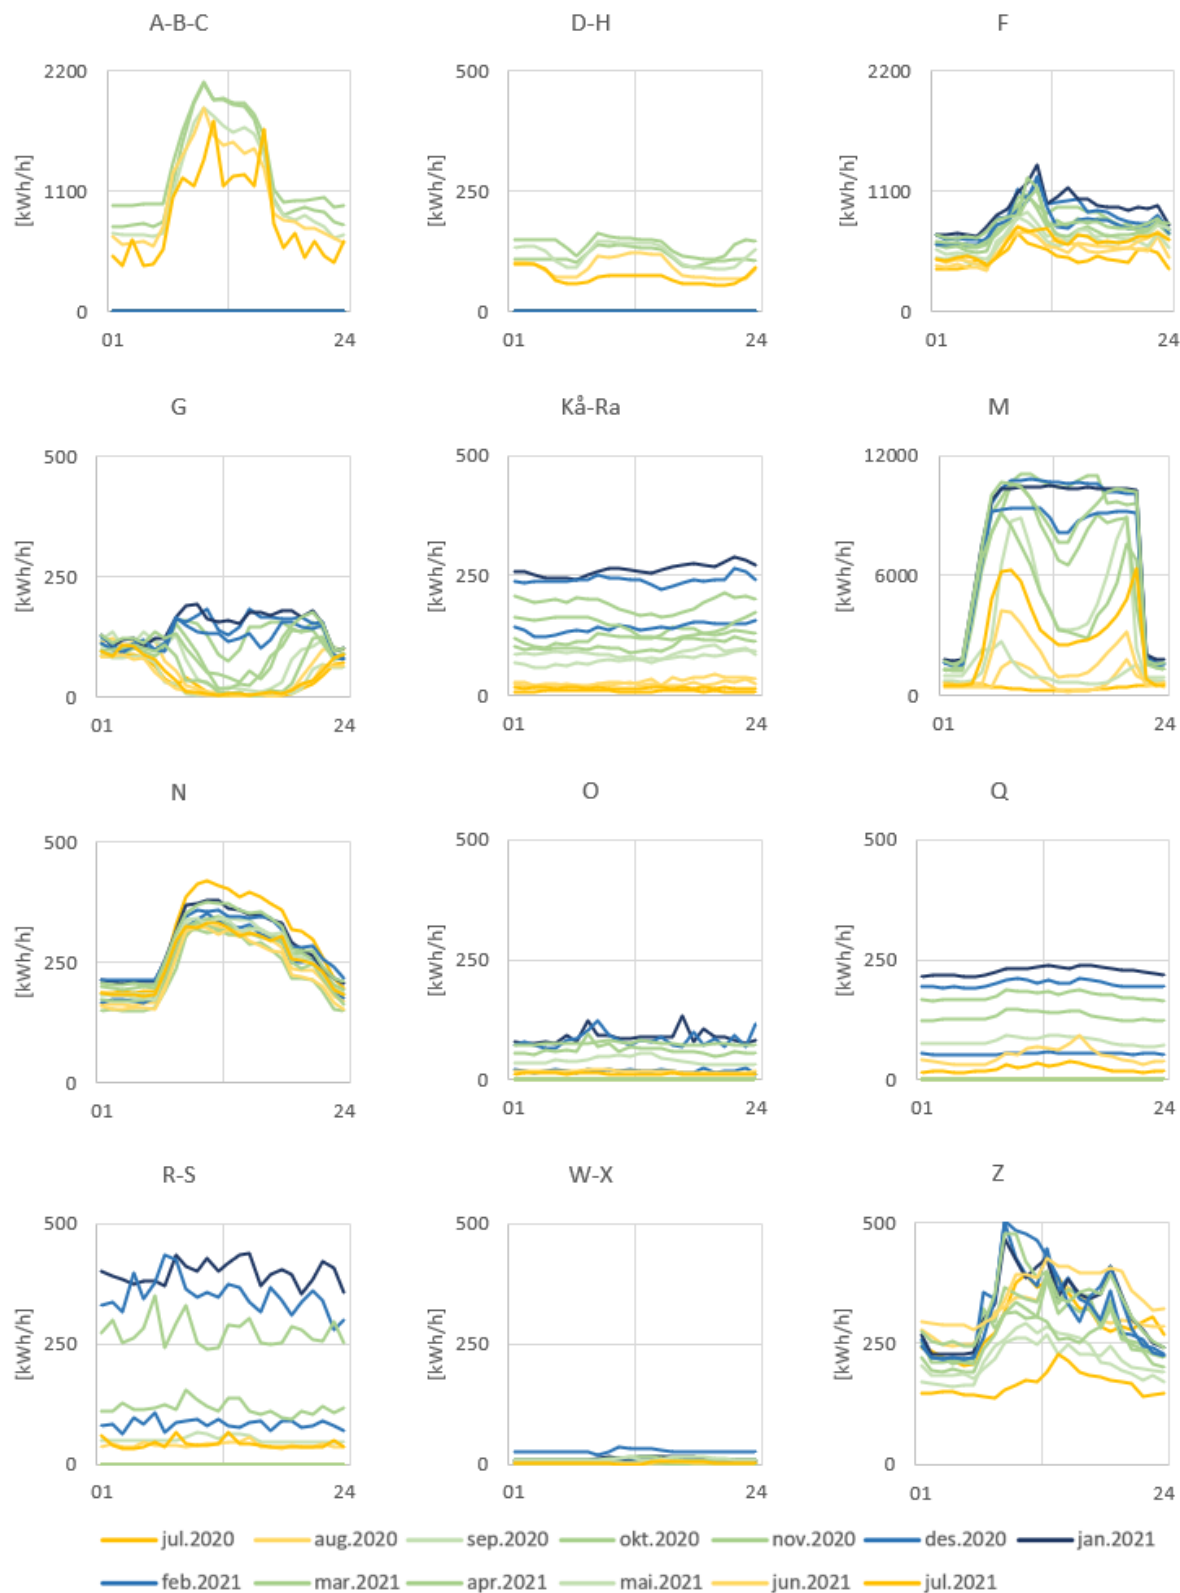 A-B-C D-H F
2200 500 2200
[kWh/h] [kWh/h] [kWh/h]
1100 250 1100
0 0 0
01 24 01 24 01 24
G Kå-Ra M
500 500 12000
[kWh/h] [kWh/h] [kWh/h]
250 250 6000
0 0 0
01 24 01 24 01 24
N O Q
500 500 500
[kWh/h] [kWh/h] [kWh/h]
250 250 250
0 0 0
01 24 01 24 01 24
R-S W-X Z
500 500 500
[kWh/h] [kWh/h] [kWh/h]
250 250 250
0 0 0
01 24 01 24 01 24
jul.2020 aug.2020 sep.2020 okt.2020 nov.2020 des.2020 jan.2021
feb.2021 mar.2021 apr.2021 mai.2021 jun.2021 jul.2021